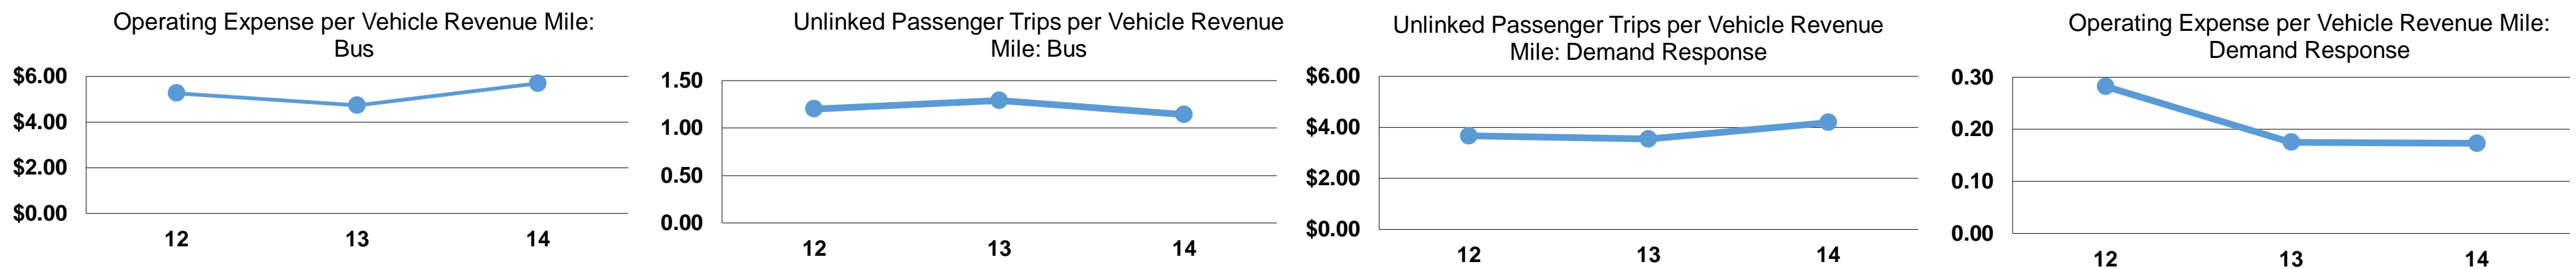 Operating Expense per Vehicle Revenue Mile:
Bus
$6.00
$4.00
$2.00
$0.00
12 13 14
Unlinked Passenger Trips per Vehicle Revenue
Mile: Bus
1.50
1.00
0.50
0.00
12 13 14
Unlinked Passenger Trips per Vehicle Revenue
Mile: Demand Response
$6.00
$4.00
$2.00
$0.00
12 13 14
Operating Expense per Vehicle Revenue Mile:
Demand Response
0.30
0.20
0.10
0.00
12 13 14